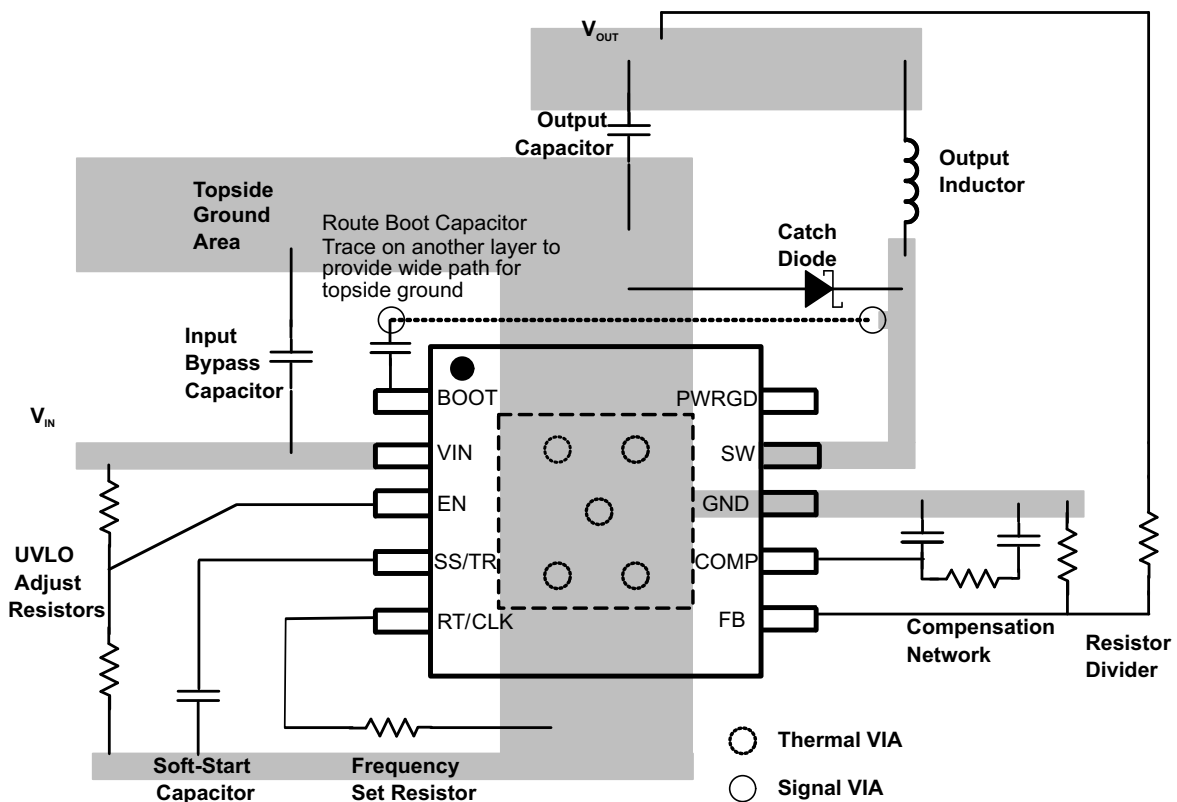 VOUT
Output
Capacitor
Output
Inductor
Topside
Ground
Area
Route Boot Capacitor
Trace on another layer to
provide wide path for
topside ground
Catch
Diode
Input
Bypass
Capacitor
VIN
BOOT
VIN
EN
SS/TR
RT/CLK
PWRGD
SW
GND
COMP
FB
UVLO
Adjust
Resistors
Compensation
Network
Resistor
Divider
Soft-Start
Capacitor
Frequency
Set Resistor
Thermal VIA
Signal VIA